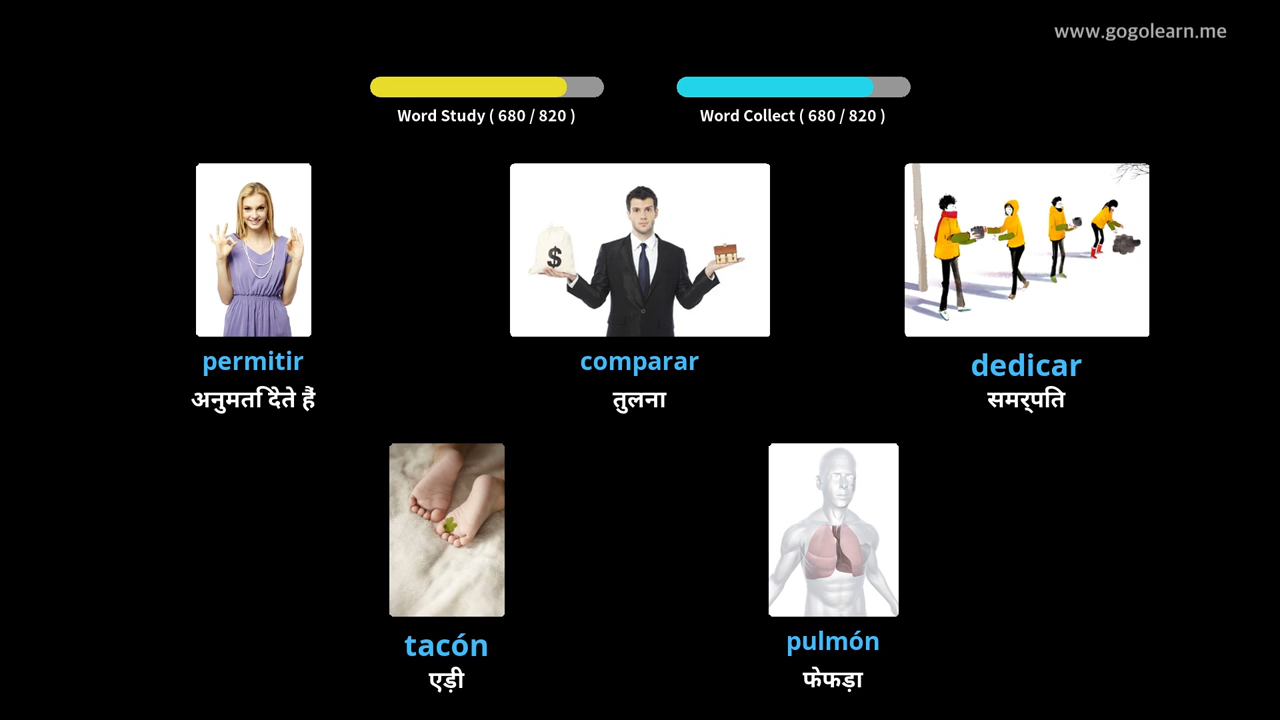 www.gogolearn.me
Word Study ( 680 / 820 )
Word Collect ( 680 / 820 )
permitir
comparar
dedicar
अनुमति देते हैं
तुलना
समर्पित
tacón
pulmón
एड़ी
फेफड़ा